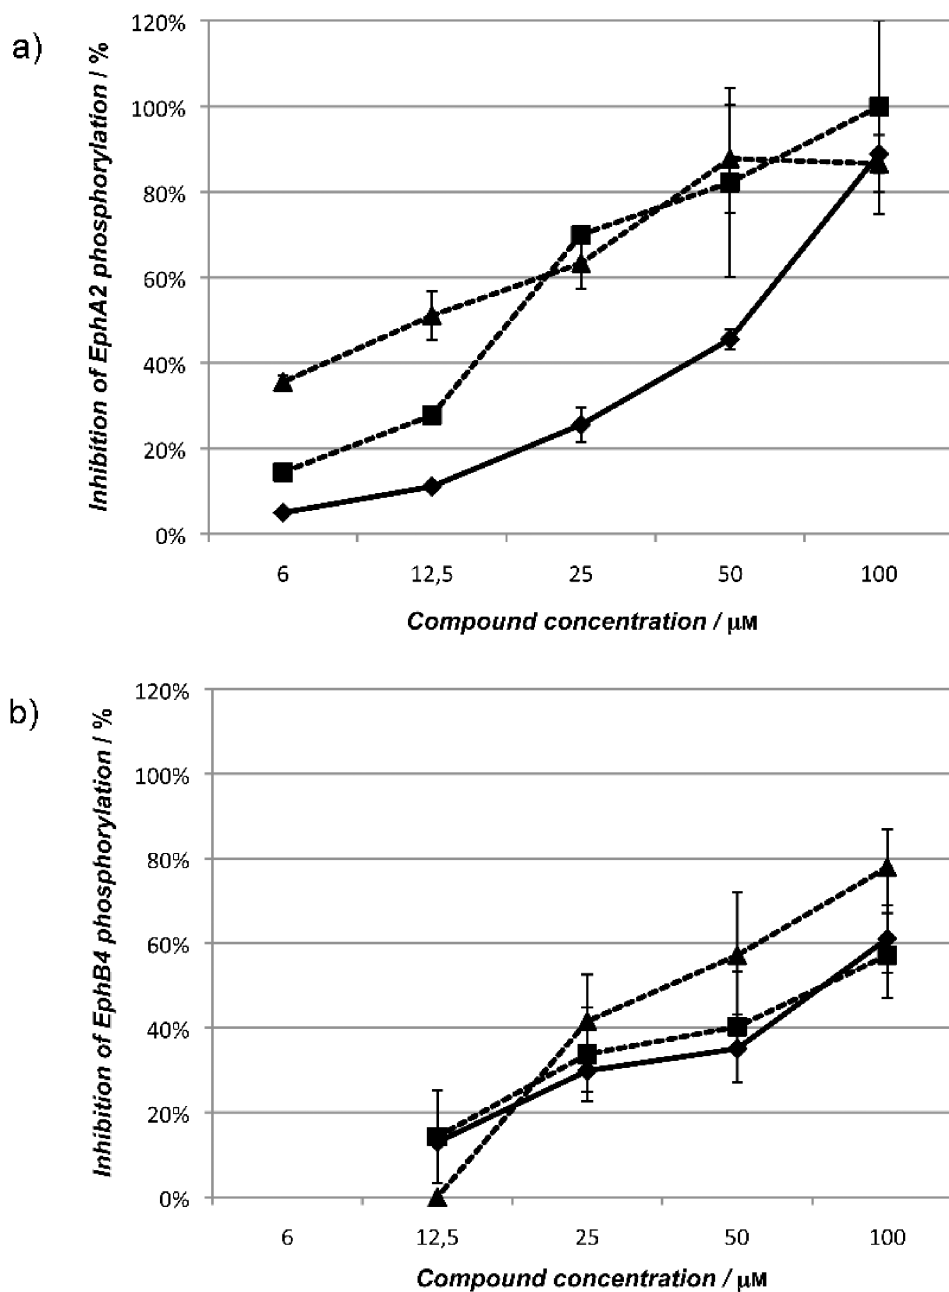 a)
Inhibition of EphA2 phosphorylation / %
120%
100%
80%
60%
40%
20%
0%
6 12,5 25 50 100
Compound concentration / μM
b)
Inhibition of EphB4 phosphorylation / %
120%
100%
80%
60%
40%
20%
0%
6 12,5 25 50 100
Compound concentration / μM